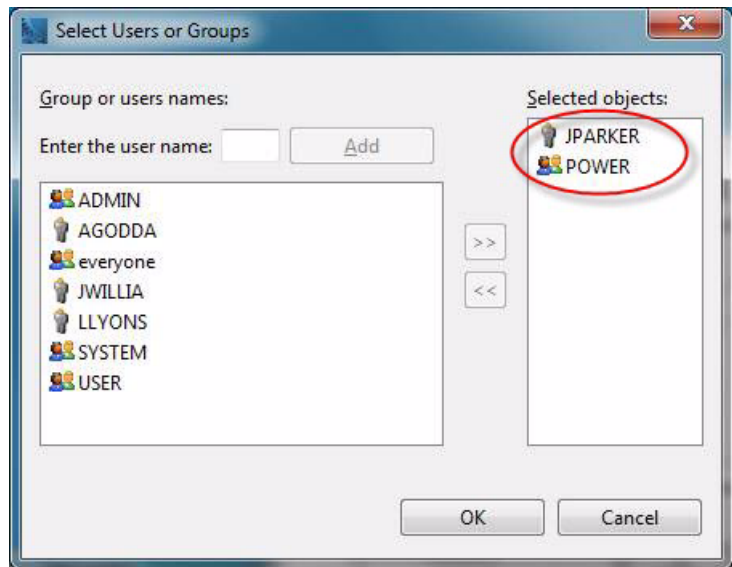 Select Users or Groups
X
Group or users names:
Enter the user name:
Add
ADMIN
AGODDA
everyone
JWILLIA
LLYONS
SYSTEM
USER
>>
<<
Selected objects:
JPARKER
POWER
OK
Cancel